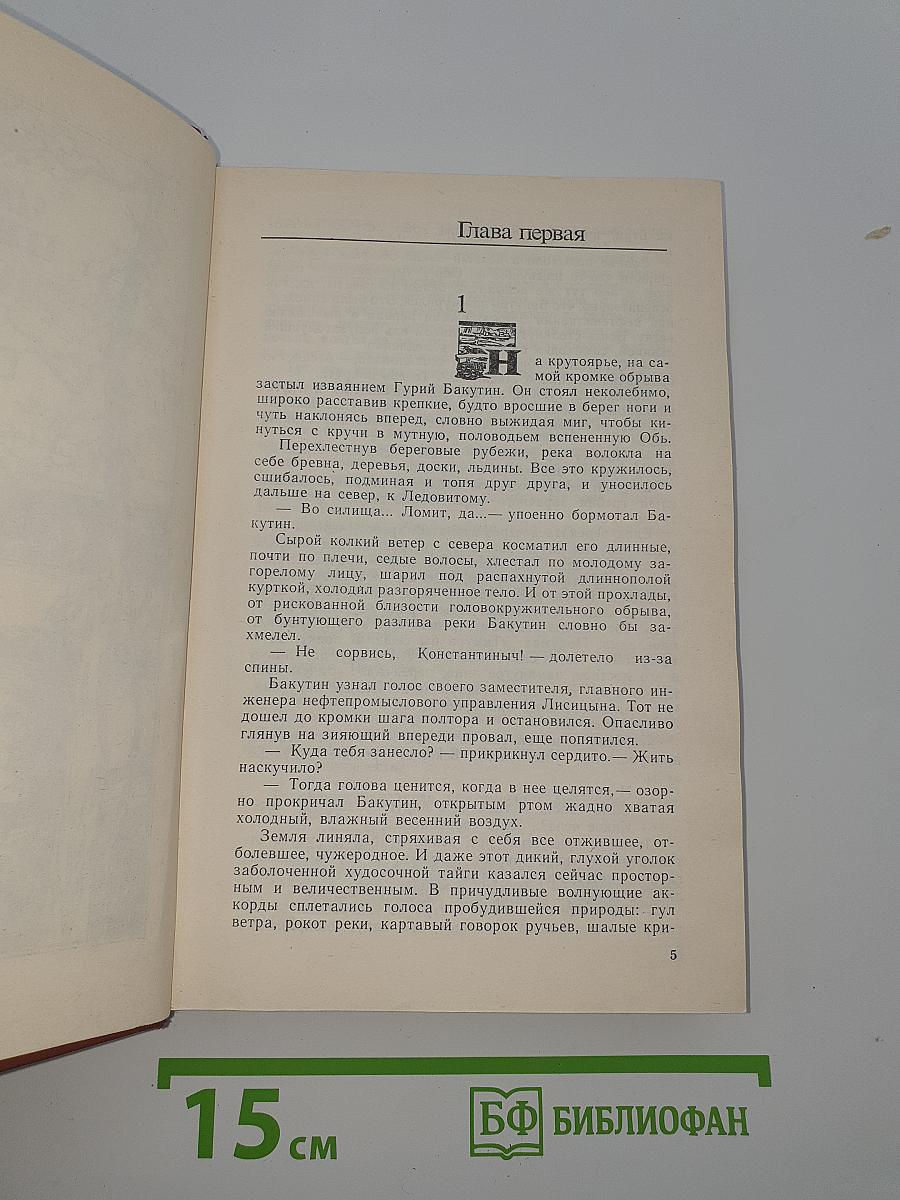 Глава первая
1
На крутоярье, на са-
мой кромке обрыва
застыл изваянием Гурий Бакутин. Он стоял неколебимо,
широко расставив крепкие, будто вросшие в берег ноги и
чуть наклонясь вперед, словно выжидая миг, чтобы ки-
нуться с кручи в мутную, половодьем вспененную Обь.
Перехлестнув береговые рубежи, река волокла на
себе бревна, деревья, доски, льдины. Все это кружилось,
сшибалось, подминая и топя друг друга, и уносилось
дальше на север, к Ледовитому.
— Во силища... Ломит, да...— упоенно бормотал Ба-
кутин.
Сырой колкий ветер с севера косматил его длинные,
почти по плечи, седые волосы, хлестал по молодому за-
горелому лицу, шарил под распахнутой длиннополой
курткой, холодил разгоряченное тело. И от этой прохлады,
от рискованной близости головокружительного обрыва,
от бунтующего разлива реки Бакутин словно бы за-
хмелел.
— Не сорвись, Константиныч! — долетело из-за
спины.
Бакутин узнал голос своего заместителя, главного ин-
женера нефтепромыслового управления Лисицына. Тот не
дошел до кромки шага полтора и остановился. Опасливо
глянув на зияющий впереди провал, еще попятился.
— Куда тебя занесло? — прикрикнул сердито.— Жить
наскучило?
— Тогда голова ценится, когда в нее целятся,— озор-
но прокричал Бакутин, открытым ртом жадно хватая
холодный, влажный весенний воздух.
Земля линяла, стряхивая с себя все отжившее, от-
болевшее, чужеродное. И даже этот дикий, глухой уголок
заболоченной худосочной тайги казался сейчас простор-
ным и величественным. В причудливые волнующие ак-
корды сплетались голоса пробудившейся природы: гул
ветра, рокот реки, картавый говорок ручьев, шалые кри-
5
15 см
БФ БИБЛИОФАН